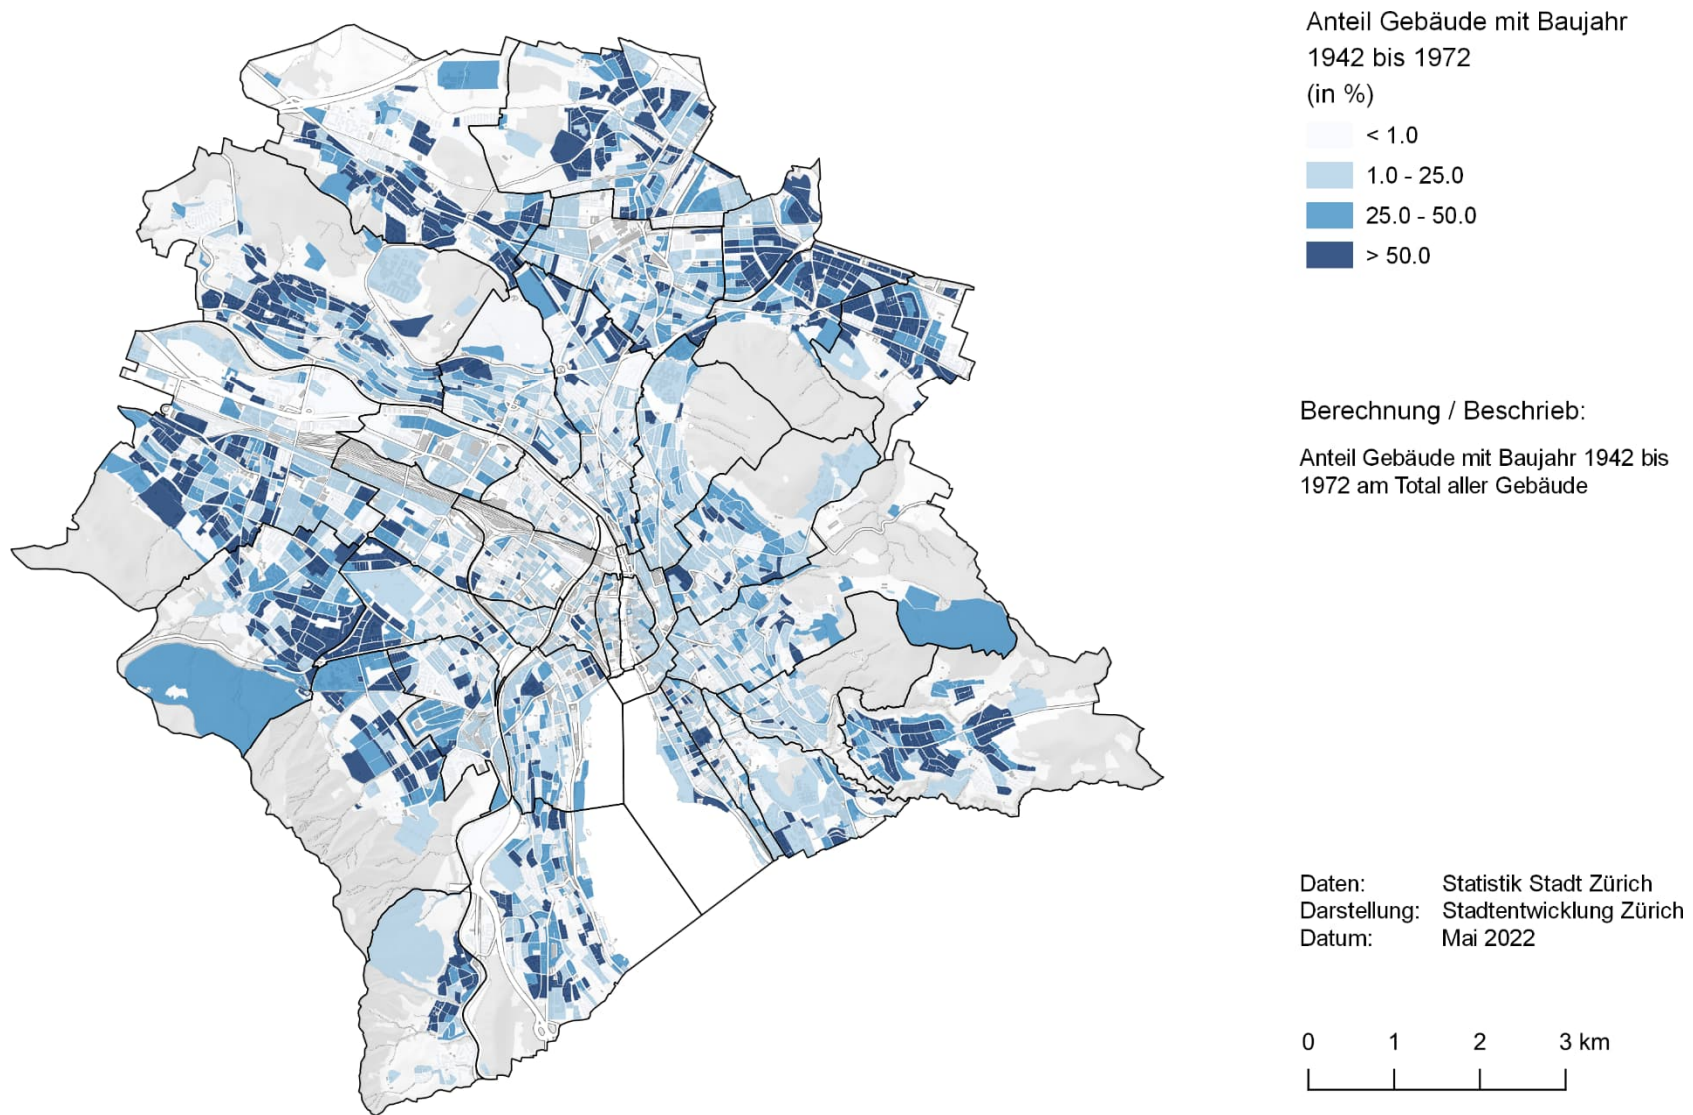 Anteil Gebäude mit Baujahr
1942 bis 1972
(in %)
< 1.0
1.0 - 25.0
25.0 - 50.0
> 50.0
Berechnung / Beschrieb:
Anteil Gebäude mit Baujahr 1942 bis
1972 am Total aller Gebäude
Daten: Statistik Stadt Zürich
Darstellung: Stadtentwicklung Zürich
Datum: Mai 2022
0 1 2 3 km